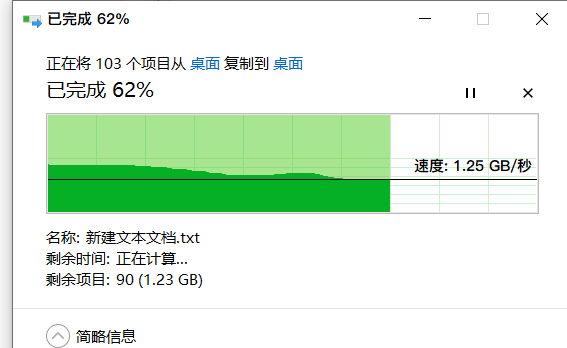 已完成 62%
正在将 103 个项目从 桌面 复制到 桌面
已完成 62%
速度: 1.25 GB/秒
名称: 新建文本文档.txt
剩余时间: 正在计算...
剩余项目: 90 (1.23 GB)
简略信息